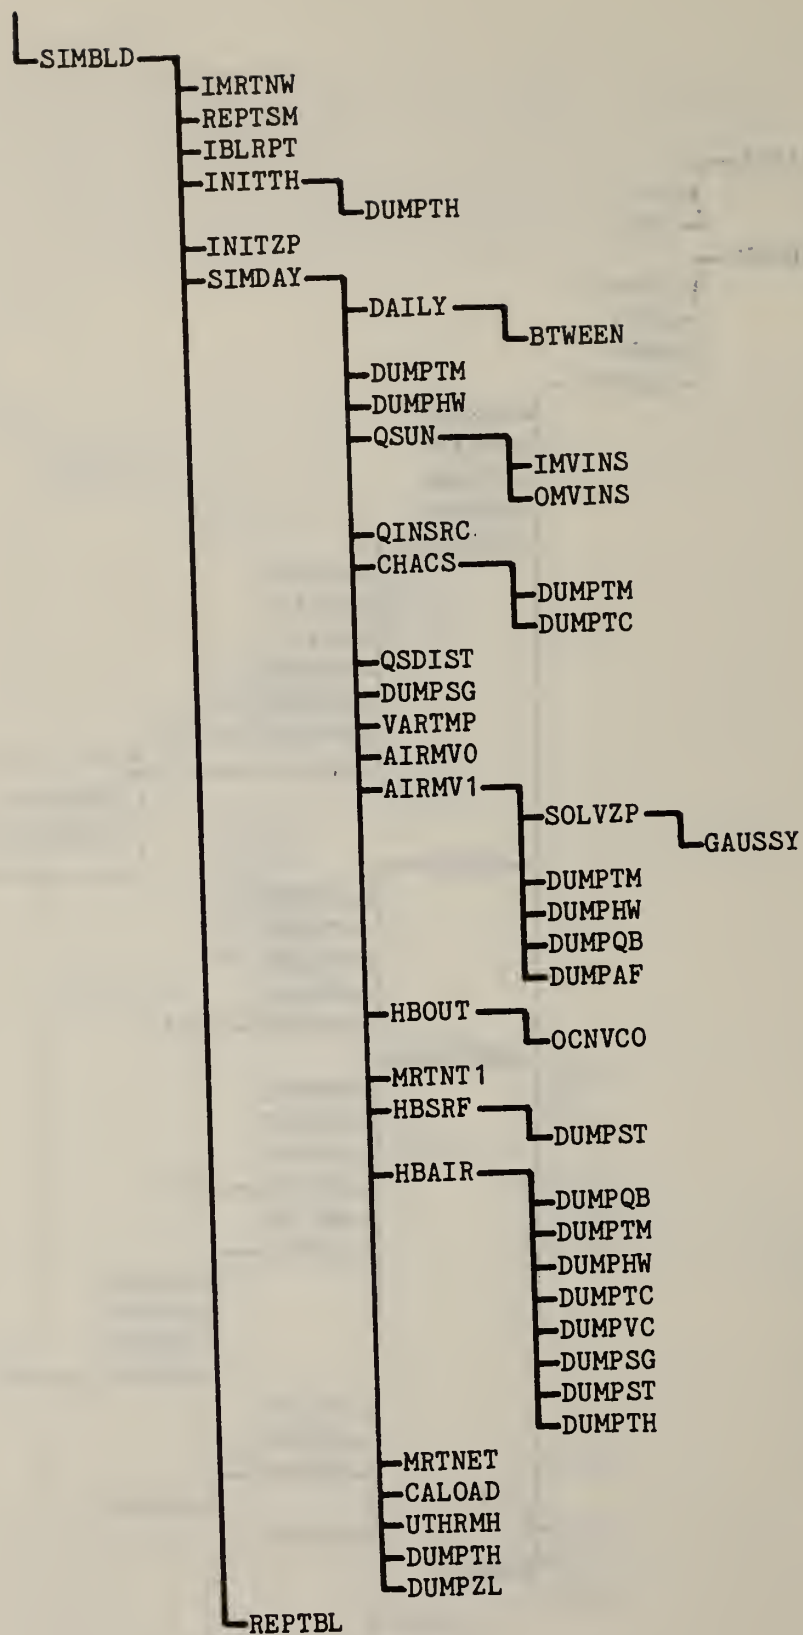 SIMBLD
IMRTNW
REPTSM
IBLRPT
INITTH
DUMPTH
INITZP
SIMDAY
DAILY
BTWEEN
DUMPTM
DUMPHW
QSUN
IMVINS
OMVINS
QINSRC
CHACS
DUMPTM
DUMPTC
QSDIST
DUMPSG
VARTMP
AIRMVO
AIRMV1
SOLVZP
GAUSSY
DUMPTM
DUMPHW
DUMPQB
DUMPAF
HBOUT
OCNVCO
MRTNT1
HBSRF
DUMPST
HBAIR
DUMPQB
DUMPTM
DUMPHW
DUMPTC
DUMPVC
DUMPSG
DUMPST
DUMPTH
MRTNET
CALOAD
UTHRMH
DUMPTH
DUMPZL
REPTBL